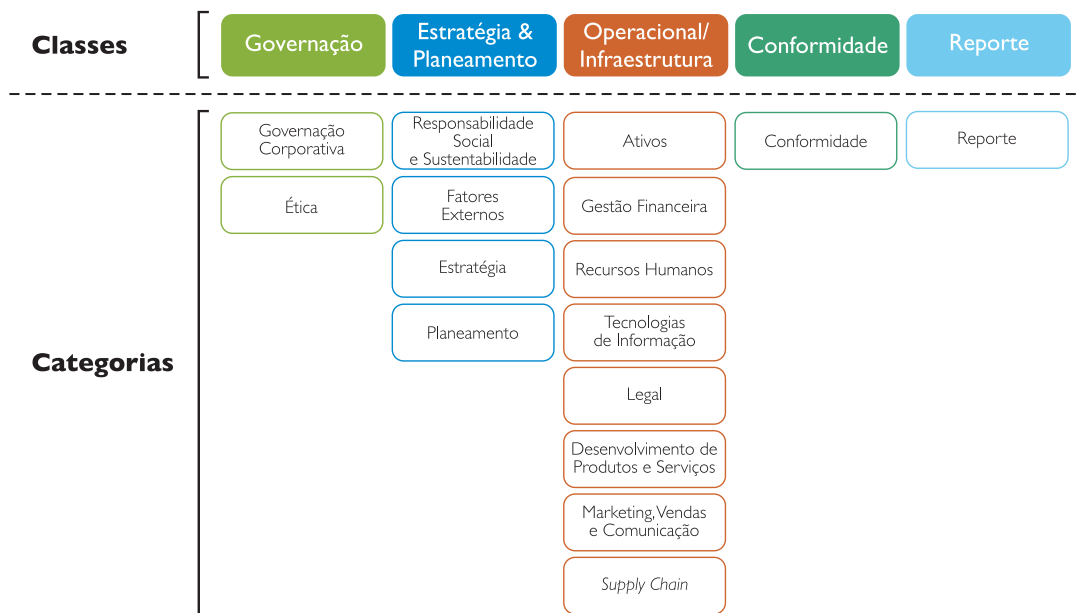 Classes
Governação
Estratégia &
Planeamento
Operacional/
Infraestrutura
Conformidade
Reporte
Categorias
Governação
Corporativa
Ética
Responsabilidade
Social
e Sustentabilidade
Fatores
Externos
Estratégia
Planeamento
Ativos
Gestão Financeira
Recursos Humanos
Tecnologias
de Informação
Legal
Desenvolvimento de
Produtos e Serviços
Marketing, Vendas
e Comunicação
Supply Chain
Conformidade
Reporte